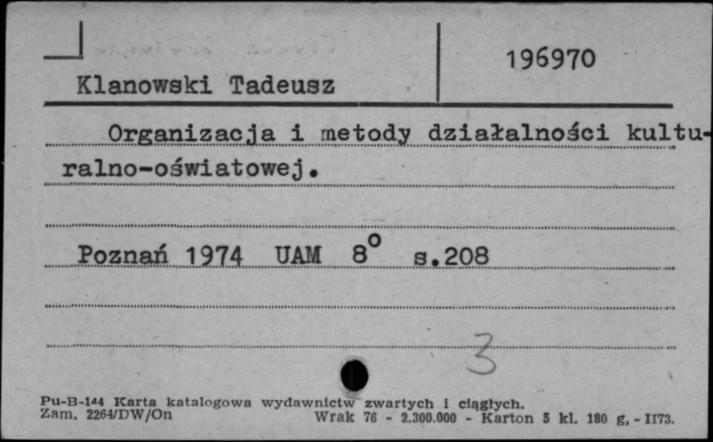 196970
Klanowski Tadeusz
Organizacja i metody działalności kultu-
ralno-oświatowej.
Poznań 1974 UAM 8° s.208
3
Pu-B-144 Karta katalogowa wydawnictw zwartych i ciągłych.
Zam. 2264/DW/On Wrak 76 - 2.300.000 - Karton 5 kl. 180 g, - II73.